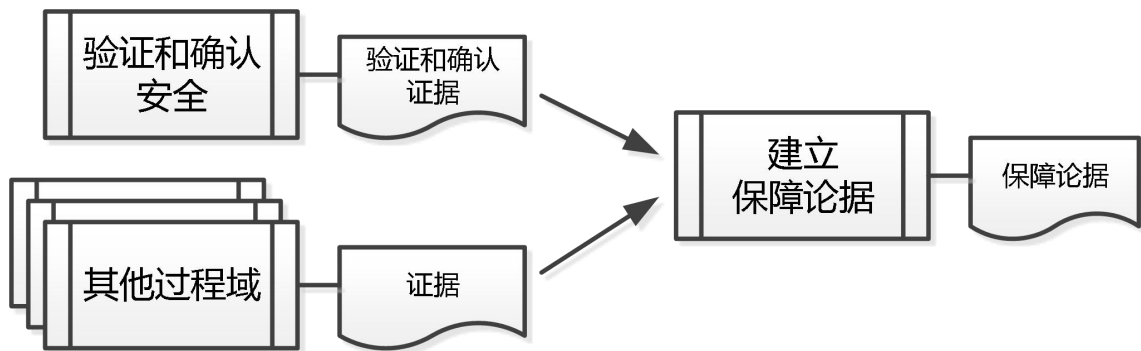 验证和确认
安全
验证和确认
证据
其他过程域
证据
建立
保障论据
保障论据